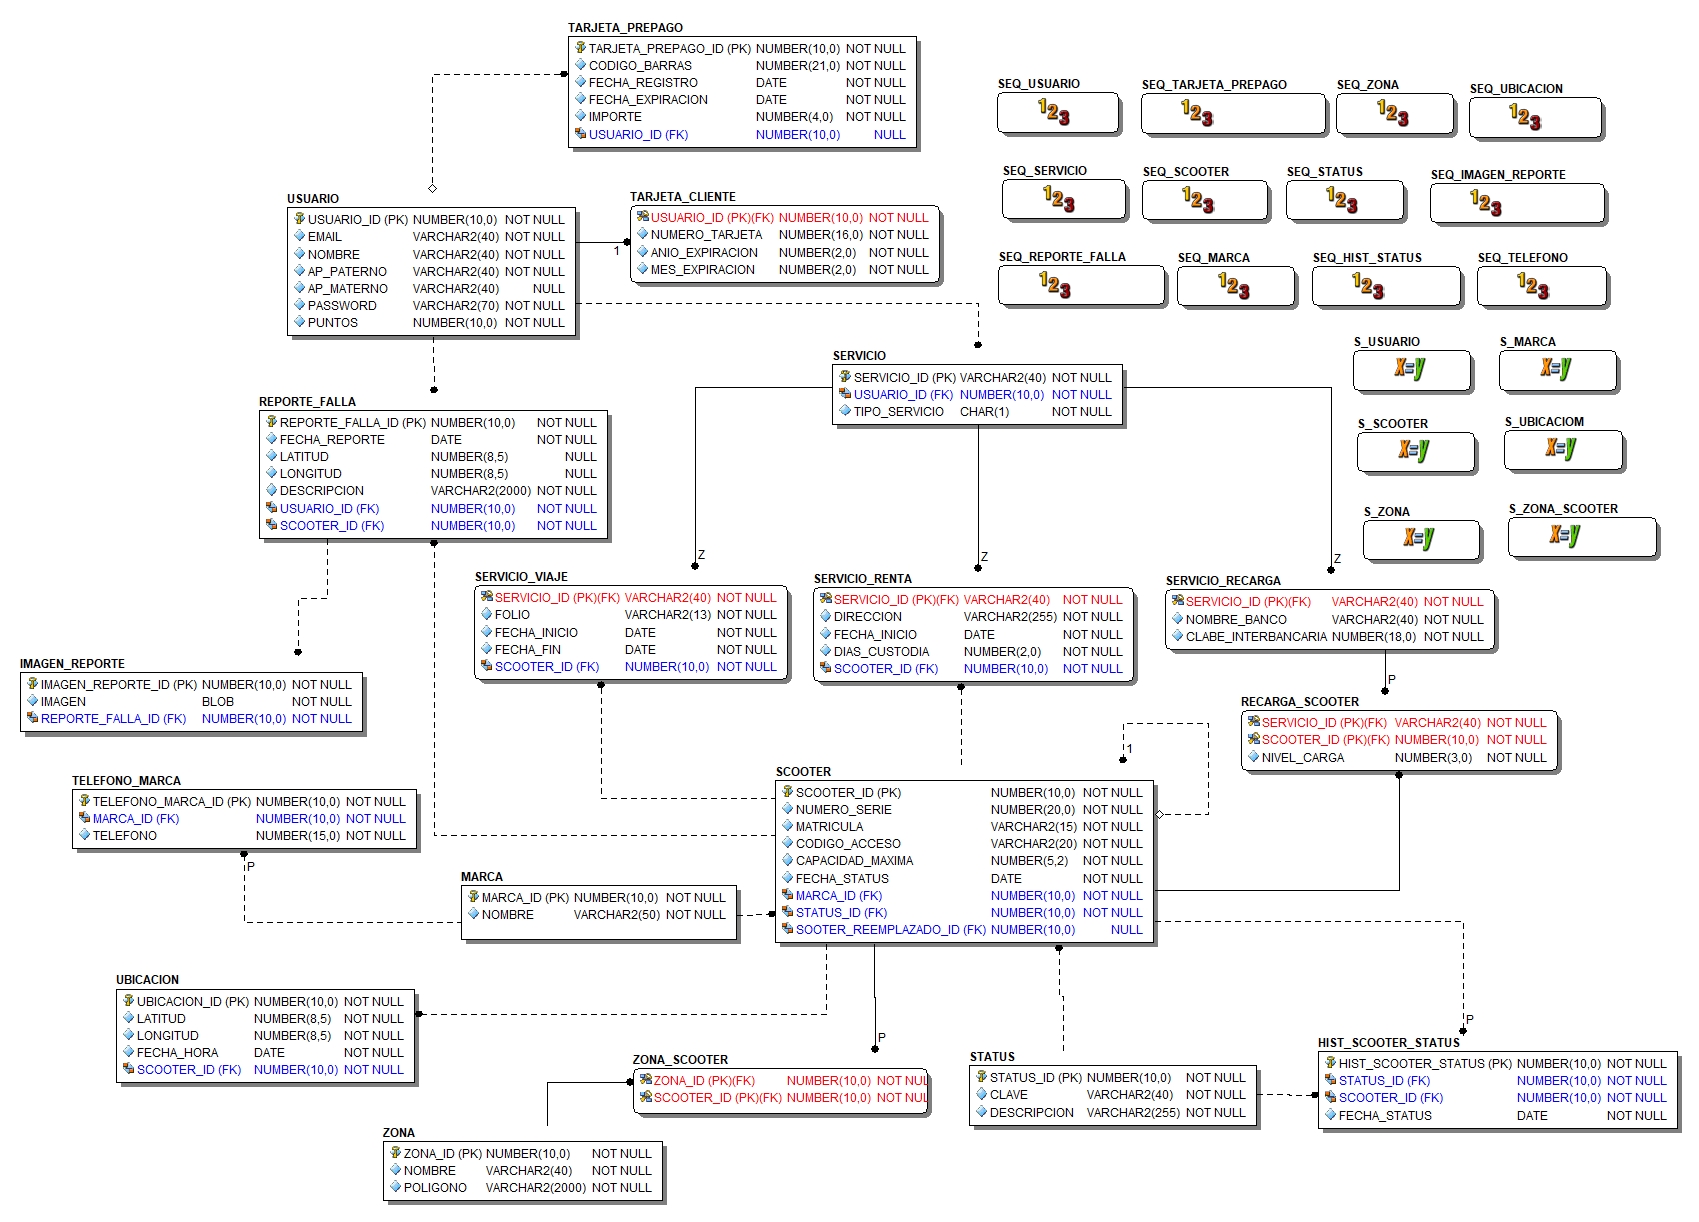 TARJETA_PREPAGO
TARJETA_PREPAGO_ID (PK) NUMBER(10,0) NOT NULL
CODIGO_BARRAS NUMBER(21,0) NOT NULL
FECHA_REGISTRO DATE NOT NULL
FECHA_EXPIRACION DATE NOT NULL
IMPORTE NUMBER(4,0) NOT NULL
USUARIO_ID (FK) NUMBER(10,0) NULL
SEQ_USUARIO
123
SEQ_TARJETA_PREPAGO
123
SEQ_ZONA
123
SEQ_UBICACION
123
SEQ_SERVICIO
123
SEQ_SCOOTER
123
SEQ_STATUS
123
SEQ_IMAGEN_REPORTE
123
SEQ_REPORTE_FALLA
123
SEQ_MARCA
123
SEQ_HIST_STATUS
123
SEQ_TELEFONO
123
S_USUARIO
X=y
S_MARCA
X=y
S_SCOOTER
X=y
S_UBICACIOM
X=y
S_ZONA
X=y
S_ZONA_SCOOTER
X=y
USUARIO
USUARIO_ID (PK) NUMBER(10,0) NOT NULL
EMAIL VARCHAR2(40) NOT NULL
NOMBRE VARCHAR2(40) NOT NULL
AP_PATERNO VARCHAR2(40) NOT NULL
AP_MATERNO VARCHAR2(40) NULL
PASSWORD VARCHAR2(70) NOT NULL
PUNTOS NUMBER(10,0) NOT NULL
1
TARJETA_CLIENTE
USUARIO_ID (PK)(FK) NUMBER(10,0) NOT NULL
NUMERO_TARJETA NUMBER(16,0) NOT NULL
ANIO_EXPIRACION NUMBER(2,0) NOT NULL
MES_EXPIRACION NUMBER(2,0) NOT NULL
SERVICIO
SERVICIO_ID (PK) VARCHAR2(40) NOT NULL
USUARIO_ID (FK) NUMBER(10,0) NOT NULL
TIPO_SERVICIO CHAR(1) NOT NULL
REPORTE_FALLA
REPORTE_FALLA_ID (PK) NUMBER(10,0) NOT NULL
FECHA_REPORTE DATE NOT NULL
LATITUD NUMBER(8,5) NULL
LONGITUD NUMBER(8,5) NULL
DESCRIPCION VARCHAR2(2000) NOT NULL
USUARIO_ID (FK) NUMBER(10,0) NOT NULL
SCOOTER_ID (FK) NUMBER(10,0) NOT NULL
Z
Z
Z
SERVICIO_VIAJE
SERVICIO_ID (PK)(FK) VARCHAR2(40) NOT NULL
FOLIO VARCHAR2(13) NOT NULL
FECHA_INICIO DATE NOT NULL
FECHA_FIN DATE NOT NULL
SCOOTER_ID (FK) NUMBER(10,0) NOT NULL
SERVICIO_RENTA
SERVICIO_ID (PK)(FK) VARCHAR2(40) NOT NULL
DIRECCION VARCHAR2(255) NOT NULL
FECHA_INICIO DATE NOT NULL
DIAS_CUSTODIA NUMBER(2,0) NOT NULL
SCOOTER_ID (FK) NUMBER(10,0) NOT NULL
SERVICIO_RECARGA
SERVICIO_ID (PK)(FK) VARCHAR2(40) NOT NULL
NOMBRE_BANCO VARCHAR2(40) NOT NULL
CLABE_INTERBANCARIA NUMBER(18,0) NOT NULL
P
IMAGEN_REPORTE
IMAGEN_REPORTE_ID (PK) NUMBER(10,0) NOT NULL
IMAGEN BLOB NOT NULL
REPORTE_FALLA_ID (FK) NUMBER(10,0) NOT NULL
RECARGA_SCOOTER
SERVICIO_ID (PK)(FK) VARCHAR2(40) NOT NULL
SCOOTER_ID (PK)(FK) NUMBER(10,0) NOT NULL
NIVEL_CARGA NUMBER(3,0) NOT NULL
1
TELEFONO_MARCA
TELEFONO_MARCA_ID (PK) NUMBER(10,0) NOT NULL
MARCA_ID (FK) NUMBER(10,0) NOT NULL
TELEFONO NUMBER(15,0) NOT NULL
P
SCOOTER
SCOOTER_ID (PK) NUMBER(10,0) NOT NULL
NUMERO_SERIE NUMBER(20,0) NOT NULL
MATRICULA VARCHAR2(15) NOT NULL
CODIGO_ACCESO VARCHAR2(20) NOT NULL
CAPACIDAD_MAXIMA NUMBER(5,2) NOT NULL
FECHA_STATUS DATE NOT NULL
MARCA_ID (FK) NUMBER(10,0) NOT NULL
STATUS_ID (FK) NUMBER(10,0) NOT NULL
SOOTER_REEMPLAZADO_ID (FK) NUMBER(10,0) NULL
MARCA
MARCA_ID (PK) NUMBER(10,0) NOT NULL
NOMBRE VARCHAR2(50) NOT NULL
UBICACION
UBICACION_ID (PK) NUMBER(10,0) NOT NULL
LATITUD NUMBER(8,5) NOT NULL
LONGITUD NUMBER(8,5) NOT NULL
FECHA_HORA DATE NOT NULL
SCOOTER_ID (FK) NUMBER(10,0) NOT NULL
P
P
ZONA_SCOOTER
ZONA_ID (PK)(FK) NUMBER(10,0) NOT NUL
SCOOTER_ID (PK)(FK) NUMBER(10,0) NOT NUL
STATUS
STATUS_ID (PK) NUMBER(10,0) NOT NULL
CLAVE VARCHAR2(40) NOT NULL
DESCRIPCION VARCHAR2(255) NOT NULL
HIST_SCOOTER_STATUS
HIST_SCOOTER_STATUS (PK) NUMBER(10,0) NOT NULL
STATUS_ID (FK) NUMBER(10,0) NOT NULL
SCOOTER_ID (FK) NUMBER(10,0) NOT NULL
FECHA_STATUS DATE NOT NULL
ZONA
ZONA_ID (PK) NUMBER(10,0) NOT NULL
NOMBRE VARCHAR2(40) NOT NULL
POLIGONO VARCHAR2(2000) NOT NULL